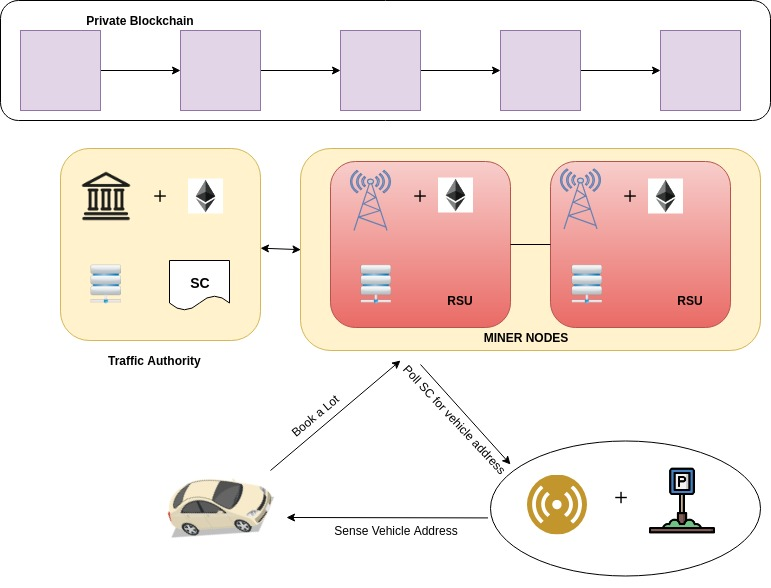 Private Blockchain
SC
RSU
RSU
MINER NODES
Traffic Authority
Book a Lot
Poll SC for vehicle address
P
Sense Vehicle Address